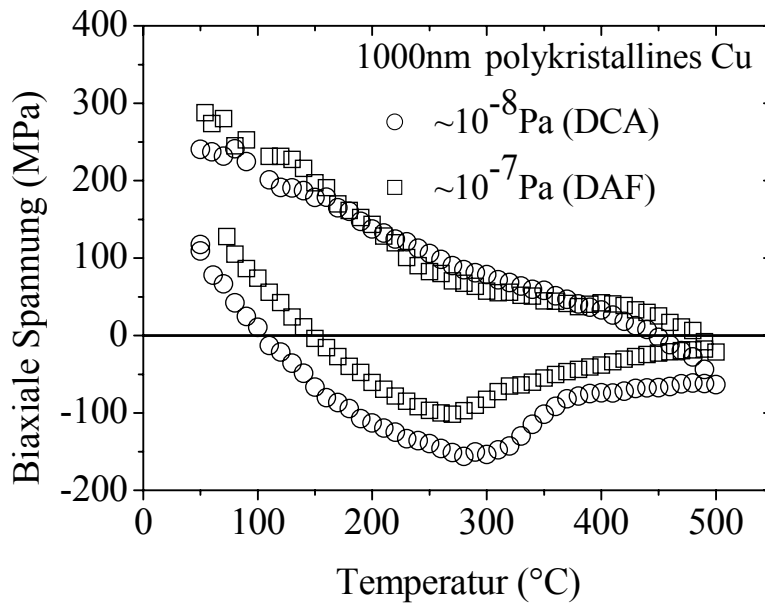 1000nm polykristallines Cu
~10⁻⁸Pa (DCA)
~10⁻⁷Pa (DAF)
Biaxiale Spannung (MPa)
400
300
200
100
0
-100
-200
0 100 200 300 400 500
Temperatur (°C)